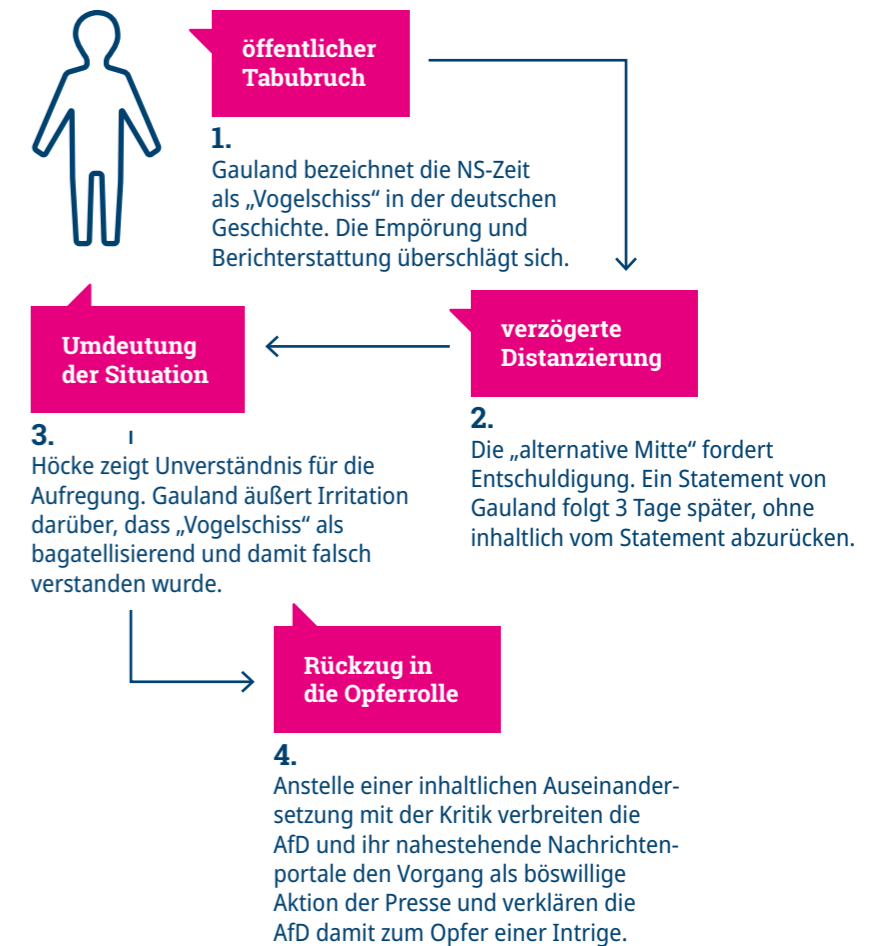 öffentlicher
Tabubruch
1.
Gauland bezeichnet die NS-Zeit
als „Vogelschiss“ in der deutschen
Geschichte. Die Empörung und
Berichterstattung überschlägt sich.
verzögerte
Distanzierung
2.
Die „alternative Mitte“ fordert
Entschuldigung. Ein Statement von
Gauland folgt 3 Tage später, ohne
inhaltlich vom Statement abzurücken.
Umdeutung
der Situation
3.
Höcke zeigt Unverständnis für die
Aufregung. Gauland äußert Irritation
darüber, dass „Vogelschiss“ als
bagatellisierend und damit falsch
verstanden wurde.
Rückzug in
die Opferrolle
4.
Anstelle einer inhaltlichen Auseinander-
setzung mit der Kritik verbreiten die
AfD und ihr nahestehende Nachrichten-
portale den Vorgang als böswillige
Aktion der Presse und verklären die
AfD damit zum Opfer einer Intrige.